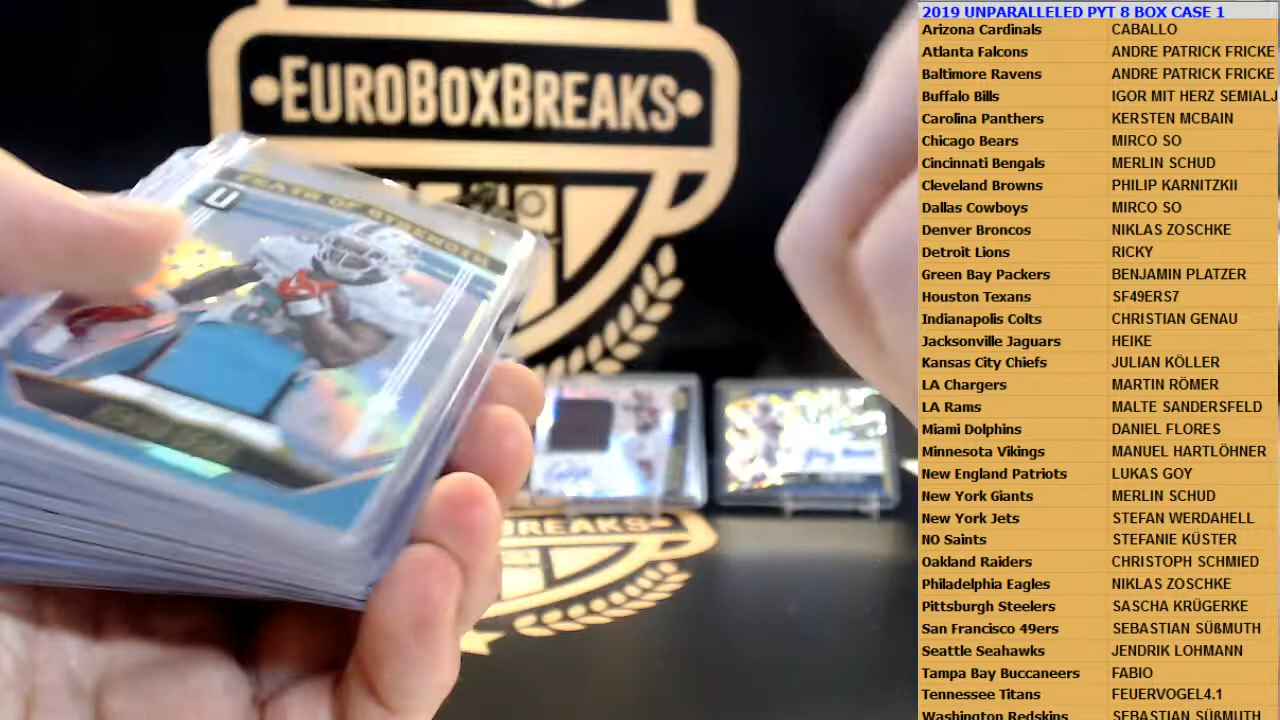 EUROBOXBREAKS
FEATS OF STRENGTH
U
BREAKS
2019 UNPARALLELED PYT 8 BOX CASE 1
Arizona Cardinals CABALLO
Atlanta Falcons ANDRE PATRICK FRICKE
Baltimore Ravens ANDRE PATRICK FRICKE
Buffalo Bills IGOR MIT HERZ SEMIALJ
Carolina Panthers KERSTEN MCBAIN
Chicago Bears MIRCO SO
Cincinnati Bengals MERLIN SCHUD
Cleveland Browns PHILIP KARNITZKII
Dallas Cowboys MIRCO SO
Denver Broncos NIKLAS ZOSCHKE
Detroit Lions RICKY
Green Bay Packers BENJAMIN PLATZER
Houston Texans SF49ERS7
Indianapolis Colts CHRISTIAN GENAU
Jacksonville Jaguars HEIKE
Kansas City Chiefs JULIAN KÖLLER
LA Chargers MARTIN RÖMER
LA Rams MALTE SANDERSFELD
Miami Dolphins DANIEL FLORES
Minnesota Vikings MANUEL HARTLÖHNER
New England Patriots LUKAS GOY
New York Giants MERLIN SCHUD
New York Jets STEFAN WERDAHELL
NO Saints STEFANIE KÜSTER
Oakland Raiders CHRISTOPH SCHMIED
Philadelphia Eagles NIKLAS ZOSCHKE
Pittsburgh Steelers SASCHA KRÜGERKE
San Francisco 49ers SEBASTIAN SÜßMUTH
Seattle Seahawks JENDRIK LOHMANN
Tampa Bay Buccaneers FABIO
Tennessee Titans FEUERVOGEL4.1
Washington Redskins SEBASTIAN SÜßMUTH